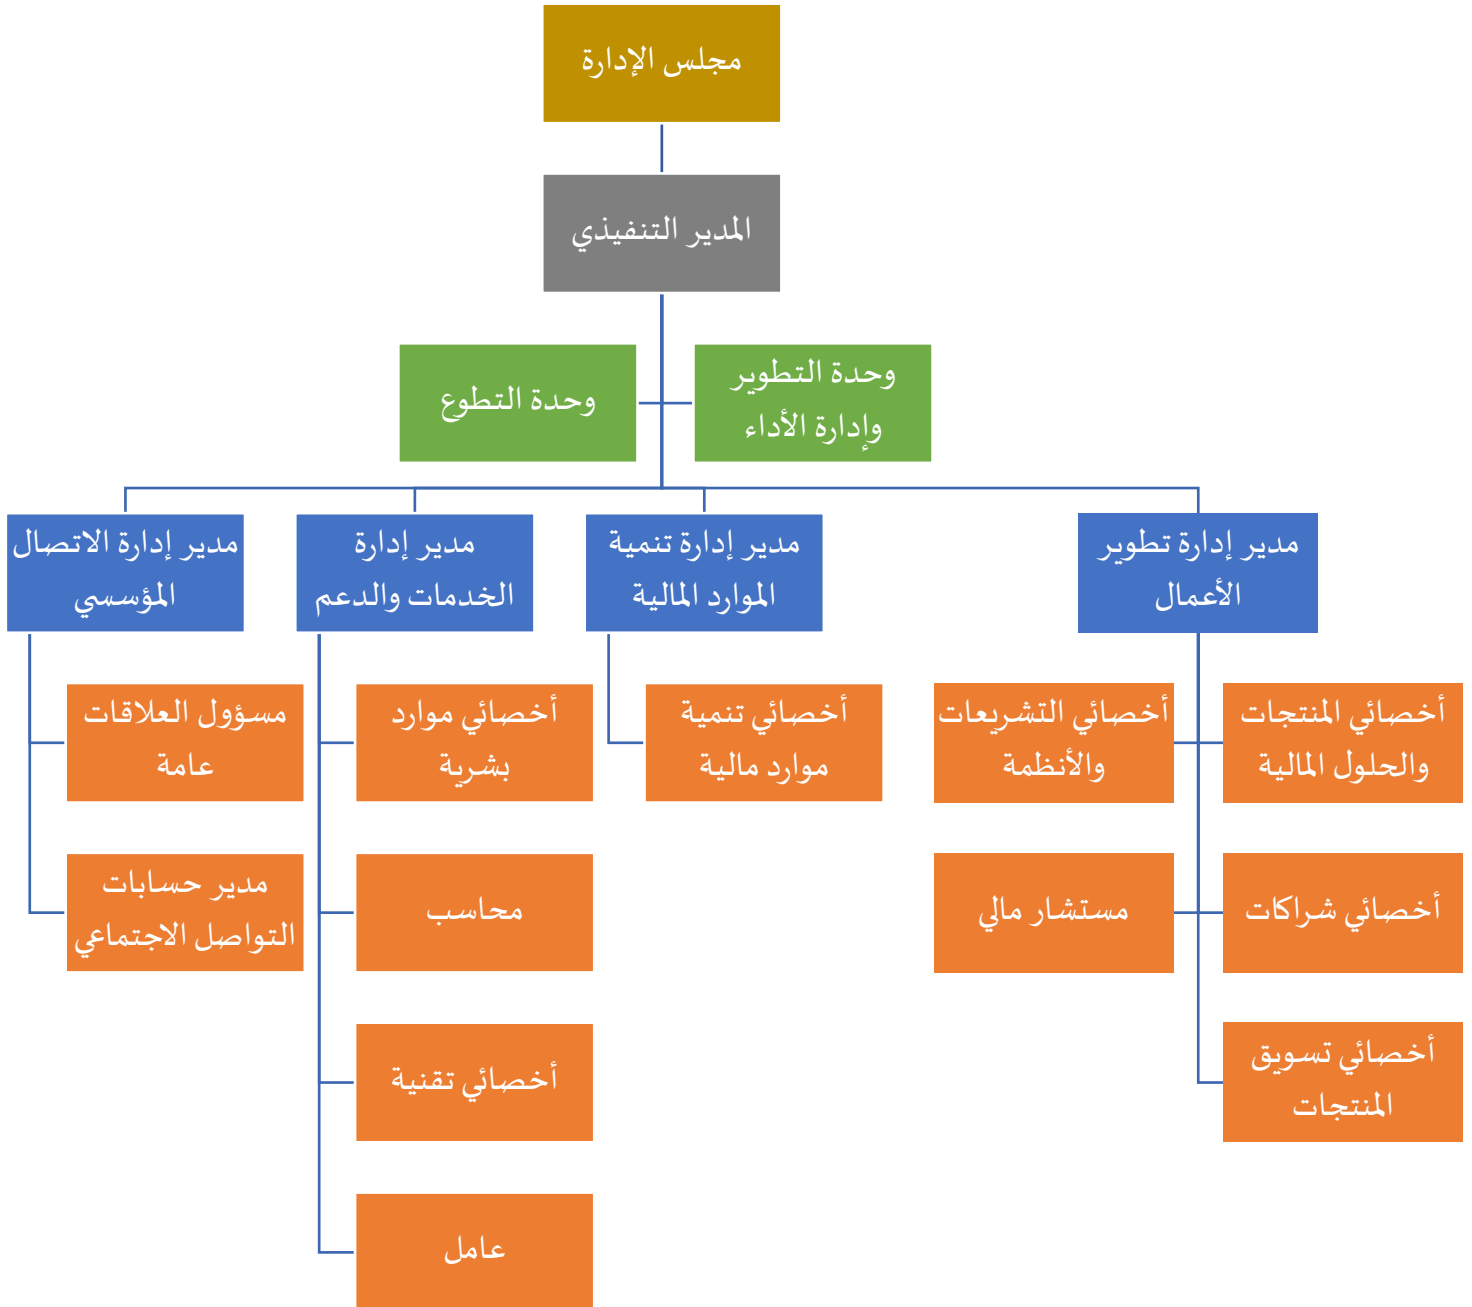 مجلس الإدارة
المدير التنفيذي
وحدة التطوير
وإدارة الأداء
وحدة التطوع
مدير إدارة تطوير
الأعمال
مدير إدارة تنمية
الموارد المالية
مدير إدارة
الخدمات والدعم
مدير إدارة الاتصال
المؤسسي
أخصائي المنتجات
والحلول المالية
أخصائي التشريعات
والأنظمة
أخصائي تنمية
موارد مالية
أخصائي موارد
بشرية
مسؤول العلاقات
عامة
أخصائي شراكات
مستشار مالي
محاسب
مدير حسابات
التواصل الاجتماعي
أخصائي تسويق
المنتجات
أخصائي تقنية
عامل